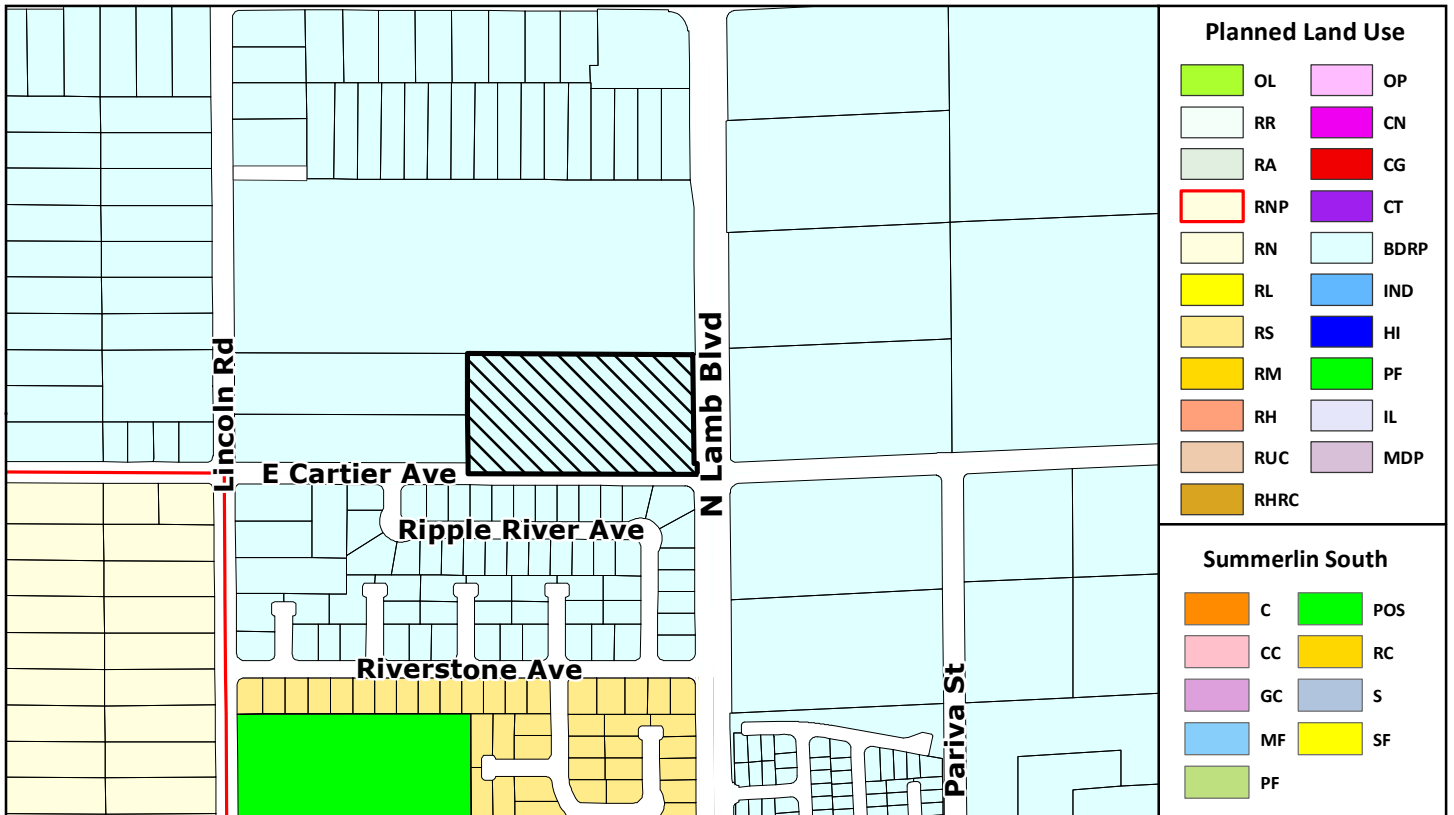 Planned Land Use
OL OP
RR CN
RA CG
RNP CT
RN BDRP
RL IND
RS HI
RM PF
RH IL
RUC MDP
RHRC
Summerlin South
C POS
CC RC
GC S
MF SF
PF
Lincoln Rd
N Lamb Blvd
E Cartier Ave
Ripple River Ave
Riverstone Ave
Pariva St